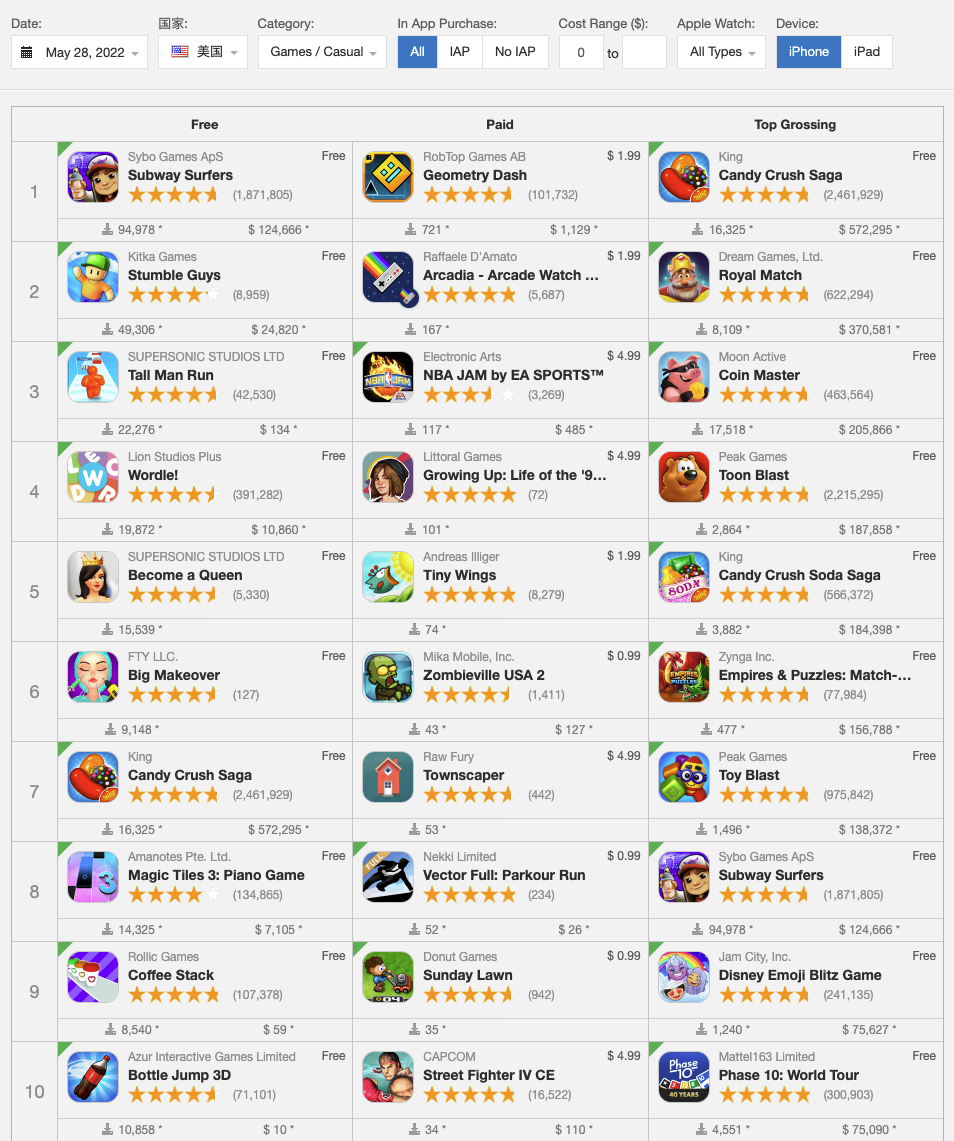 Date: 国家: Category: In App Purchase: Cost Range ($): Apple Watch: Device:
May 28, 2022 美国 Games / Casual All IAP No IAP 0 to All Types iPhone iPad
Free Paid Top Grossing
1
Sybo Games ApS Free
Subway Surfers
(1,871,805)
94,978 * $ 124,666 *
RobTop Games AB $ 1.99
Geometry Dash
(101,732)
721 * $ 1,129 *
King Free
Candy Crush Saga
(2,461,929)
16,325 * $ 572,295 *
2
Kitka Games Free
Stumble Guys
(8,959)
49,306 * $ 24,820 *
Raffaele D'Amato $ 1.99
Arcadia - Arcade Watch ...
(5,687)
167 *
Dream Games, Ltd. Free
Royal Match
(622,294)
8,109 * $ 370,581 *
3
SUPERSONIC STUDIOS LTD Free
Tall Man Run
(42,530)
22,276 * $ 134 *
NBA JAM
EA
Electronic Arts $ 4.99
NBA JAM by EA SPORTS™
(3,269)
117 * $ 485 *
Moon Active Free
Coin Master
(463,564)
17,518 * $ 205,866 *
4
W
Lion Studios Plus Free
Wordle!
(391,282)
19,872 * $ 10,860 *
Littoral Games $ 4.99
Growing Up: Life of the '9...
(72)
101 *
Peak Games Free
Toon Blast
(2,215,295)
2,864 * $ 187,858 *
5
SUPERSONIC STUDIOS LTD Free
Become a Queen
(5,330)
15,539 *
Andreas Illiger $ 1.99
Tiny Wings
(8,279)
74 *
SODA
King Free
Candy Crush Soda Saga
(566,372)
3,882 * $ 184,398 *
6
FTY LLC. Free
Big Makeover
(127)
9,148 *
Mika Mobile, Inc. $ 0.99
Zombieville USA 2
(1,411)
43 * $ 127 *
EMPIRES
PUZZLES
Zynga Inc. Free
Empires & Puzzles: Match-...
(77,984)
477 * $ 156,788 *
7
King Free
Candy Crush Saga
(2,461,929)
16,325 * $ 572,295 *
Raw Fury $ 4.99
Townscaper
(442)
53 *
Peak Games Free
Toy Blast
(975,842)
1,496 * $ 138,372 *
8
3
Amanotes Pte. Ltd. Free
Magic Tiles 3: Piano Game
(134,865)
14,325 * $ 7,105 *
FULL
Nekki Limited $ 0.99
Vector Full: Parkour Run
(234)
52 * $ 26 *
Sybo Games ApS Free
Subway Surfers
(1,871,805)
94,978 * $ 124,666 *
9
Rollic Games Free
Coffee Stack
(107,378)
8,540 * $ 59 *
Donut Games $ 0.99
Sunday Lawn
(942)
35 *
Jam City, Inc. Free
Disney Emoji Blitz Game
(241,135)
1,240 * $ 75,627 *
10
Azur Interactive Games Limited Free
Bottle Jump 3D
(71,101)
10,858 * $ 10 *
CAPCOM $ 4.99
Street Fighter IV CE
(16,522)
34 * $ 110 *
Phase
10
40 YEARS
Mattel163 Limited Free
Phase 10: World Tour
(300,903)
4,551 * $ 75,090 *